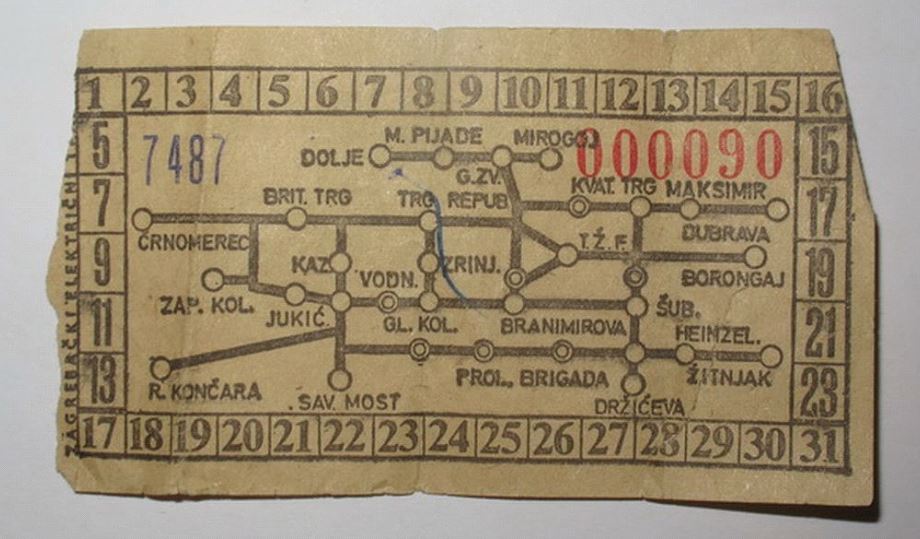 1 2 3 4 5 6 7 8 9 10 11 12 13 14 15 16
5 7487 000090 15
M. PIJADE MIROGOJ
DOLJE
G.ZV.
KVAT. TRG MAKSIMIR
7 BRIT. TRG TRG REPUB 17
ČRNOMEREC T.Ž.F. DUBRAVA
9 KAZ. VODN. ZRINJ. BORONGAJ 19
ZAP. KOL. ŠUB.
11 JUKIĆ. GL. KOL. BRANIMIROVA HEINZEL. 21
13 R. KONČARA PROL. BRIGADA ŽITNJAK 23
SAV. MOST DRŽIĆEVA
17 18 19 20 21 22 23 24 25 26 27 28 29 30 31
ZAGREBAČKI ELEKTRIČNI